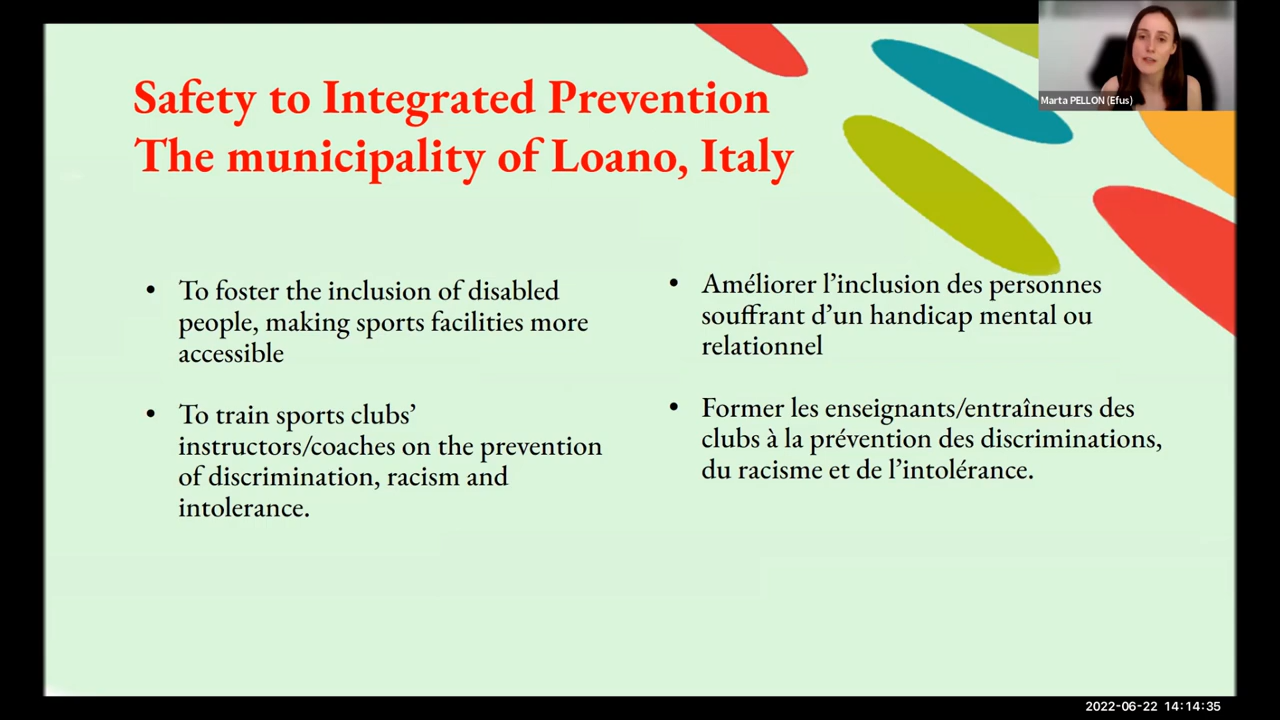 Safety to Integrated Prevention
The municipality of Loano, Italy
Marta PELLON (Efus)
• To foster the inclusion of disabled
people, making sports facilities more
accessible
• To train sports clubs’
instructors/coaches on the prevention
of discrimination, racism and
intolerance.
• Améliorer l’inclusion des personnes
souffrant d’un handicap mental ou
relationnel
• Former les enseignants/entraîneurs des
clubs à la prévention des discriminations,
du racisme et de l’intolérance.
2022-06-22 14:14:35